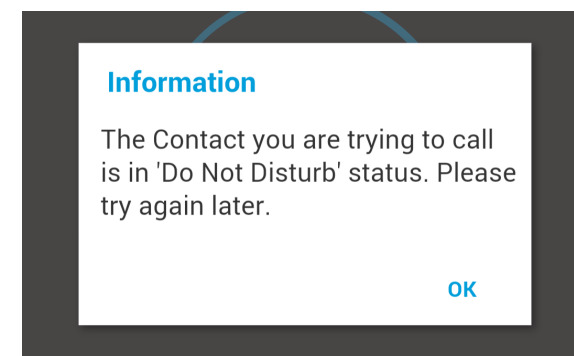 Information
The Contact you are trying to call
is in 'Do Not Disturb' status. Please
try again later.
OK